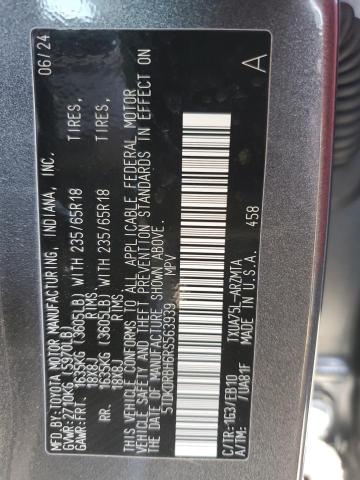 MFD.BY: TOYOTA MOTOR MANUFACTURING, INDIANA, INC. 06/24
GVWR:2710KG (5970LB)
GAWR:FRT. 1635KG (3605LB) WITH 235/65R18 TIRES,
18X8J RIMS
RR. 1635KG (3605LB) WITH 235/65R18 TIRES,
18X8J RIMS
THIS VEHICLE CONFORMS TO ALL APPLICABLE FEDERAL MOTOR
VEHICLE SAFETY AND THEFT PREVENTION STANDARDS IN EFFECT ON
THE DATE OF MANUFACTURE SHOWN ABOVE.
MPV
A
C/TR:1G3/FB10 TXUA75L-ARZMTA 458
A/TM: /UA81F MADE IN U.S.A.